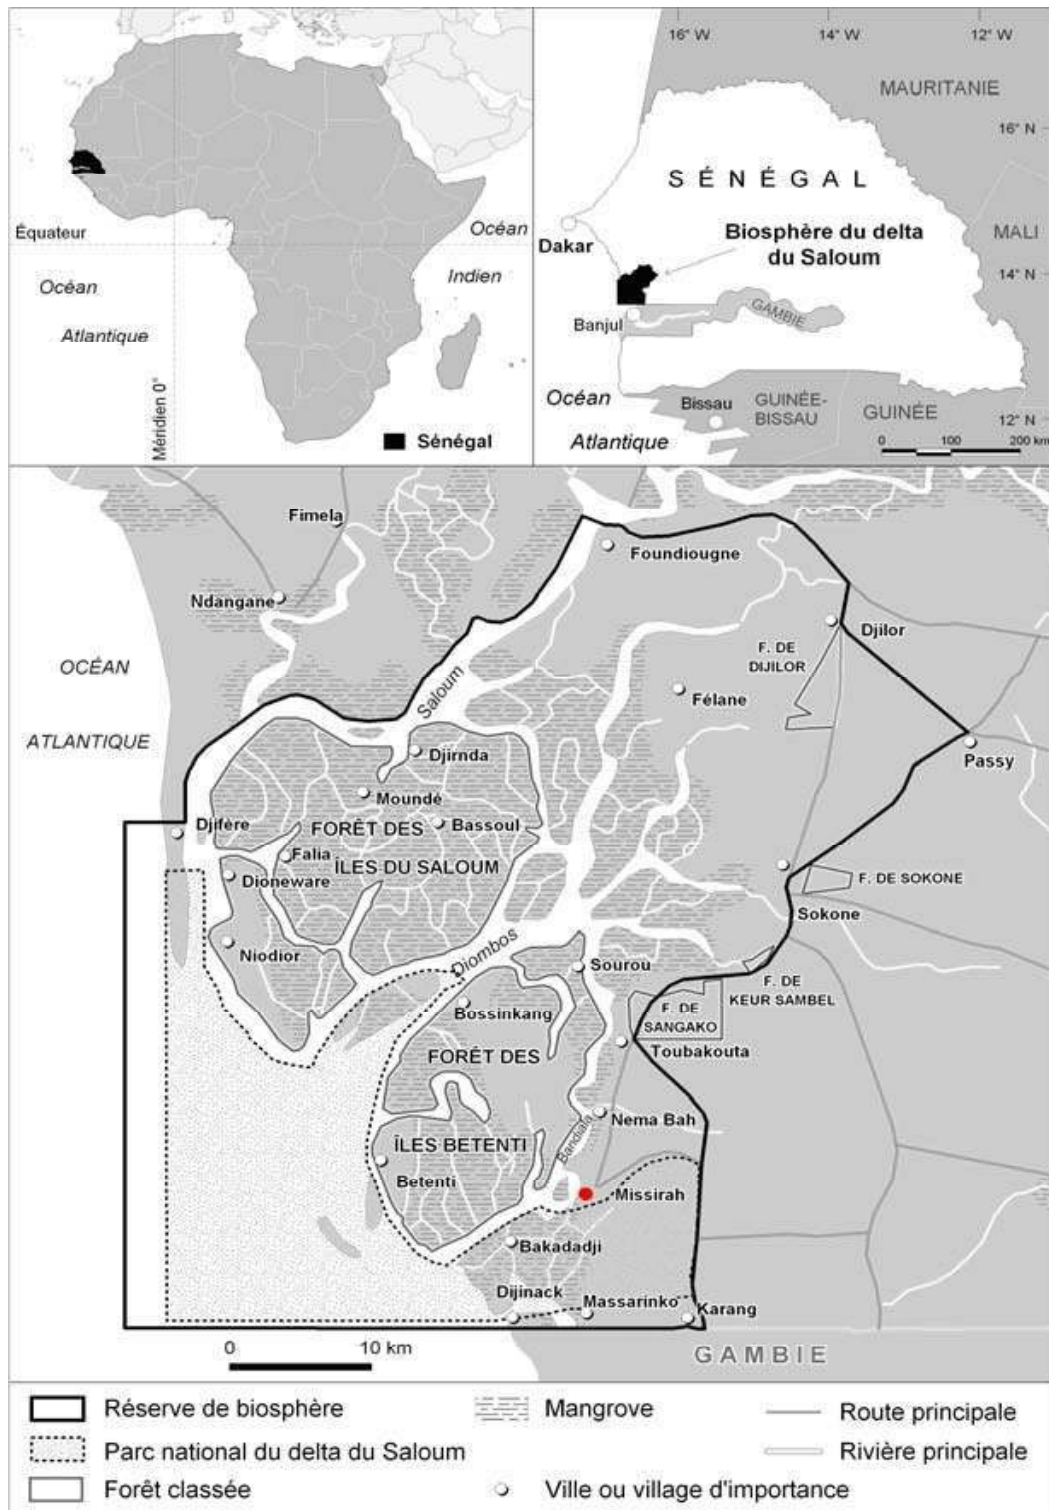 Équateur
Océan
Atlantique
Océan
Indien
Méridien 0°
Sénégal
16° W
14° W
12° W
MAURITANIE
16° N
SÉNÉGAL
MALI
Dakar
Biosphère du delta
du Saloum
14° N
GAMBIE
Banjul
Océan
Atlantique
Bissau
GUINÉE-
BISSAU
GUINÉE
12° N
0 100 200 km
Fimela
Foundiougne
Ndangane
OCÉAN
ATLANTIQUE
Saloum
Djilor
F. DE
DIJILOR
Félane
Passy
Djirnda
Moundé
Djifère
FORÊT DES
Bassoul
Falia
ÎLES DU SALOUM
Dioneware
F. DE SOKONE
Sokone
Niodior
Diombos
Sourou
F. DE
KEUR SAMBEL
Bossinkang
F. DE
SANGAKO
FORÊT DES
Toubakouta
Nema Bah
Bandiala
ÎLES BETENTI
Betenti
Missirah
Bakadadji
Dijinack
Massarinko
Karang
0 10 km
GAMBIE
Réserve de biosphère
Mangrove
Route principale
Parc national du delta du Saloum
Rivière principale
Forêt classée
Ville ou village d'importance